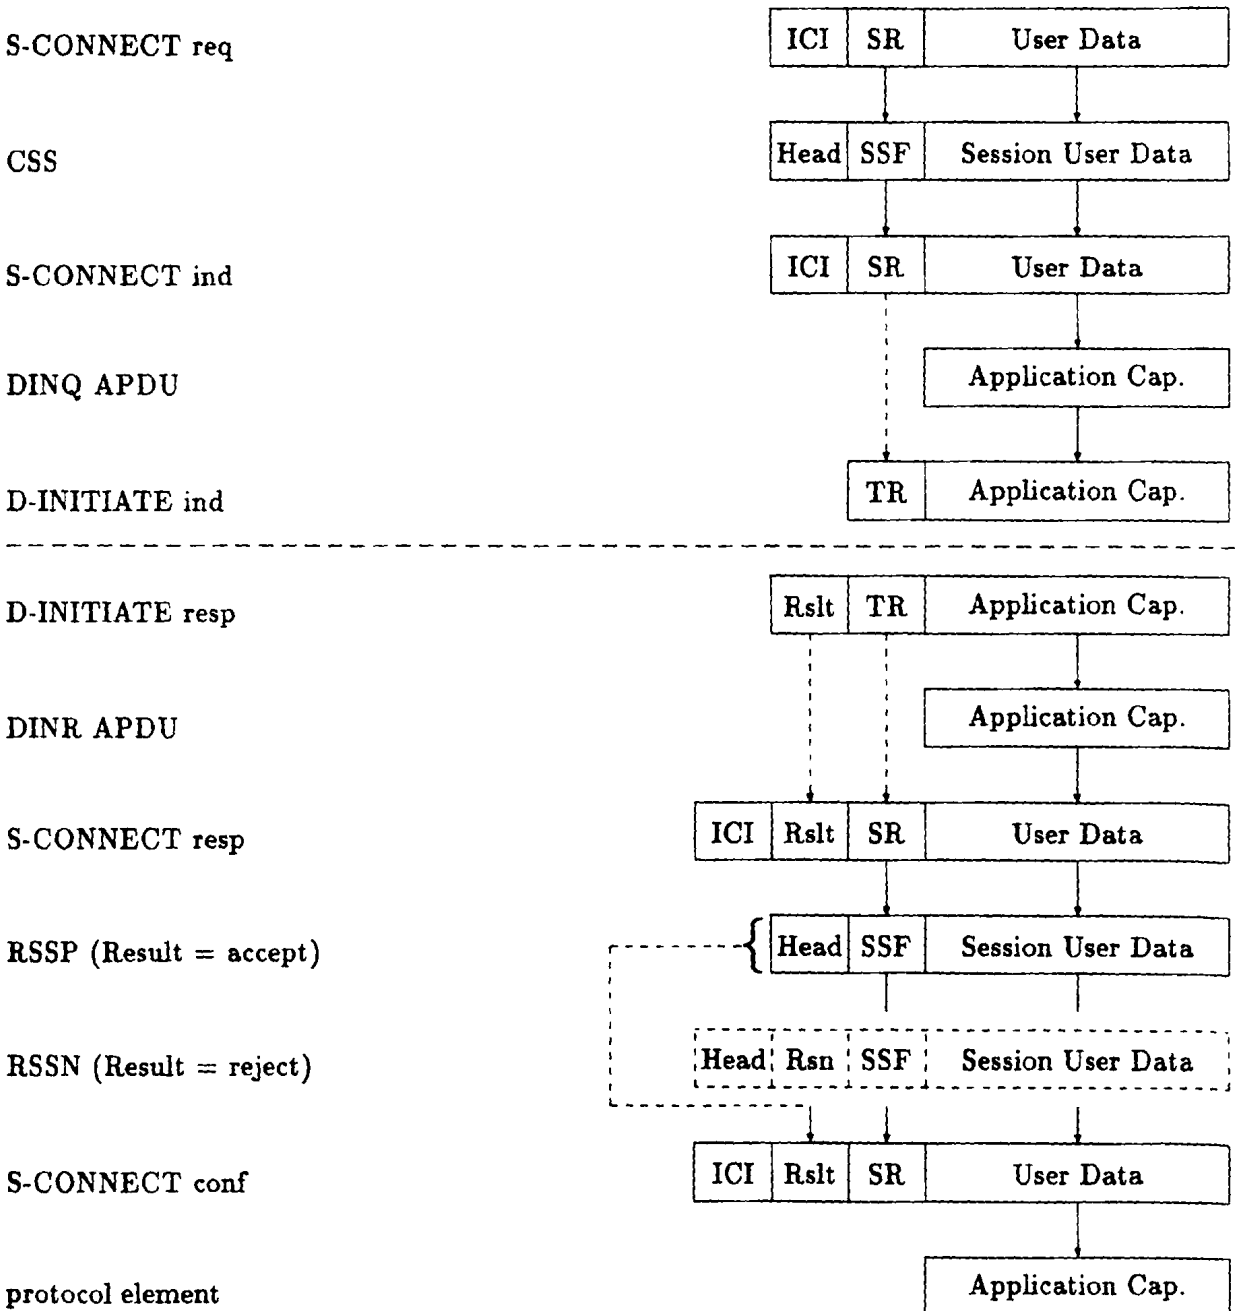 S-CONNECT req ICI SR User Data
CSS Head SSF Session User Data
S-CONNECT ind ICI SR User Data
DINQ APDU Application Cap.
D-INITIATE ind TR Application Cap.
D-INITIATE resp Rslt TR Application Cap.
DINR APDU Application Cap.
S-CONNECT resp ICI Rslt SR User Data
RSSP (Result = accept) Head SSF Session User Data
RSSN (Result = reject) Head Rsn SSF Session User Data
S-CONNECT conf ICI Rslt SR User Data
protocol element Application Cap.